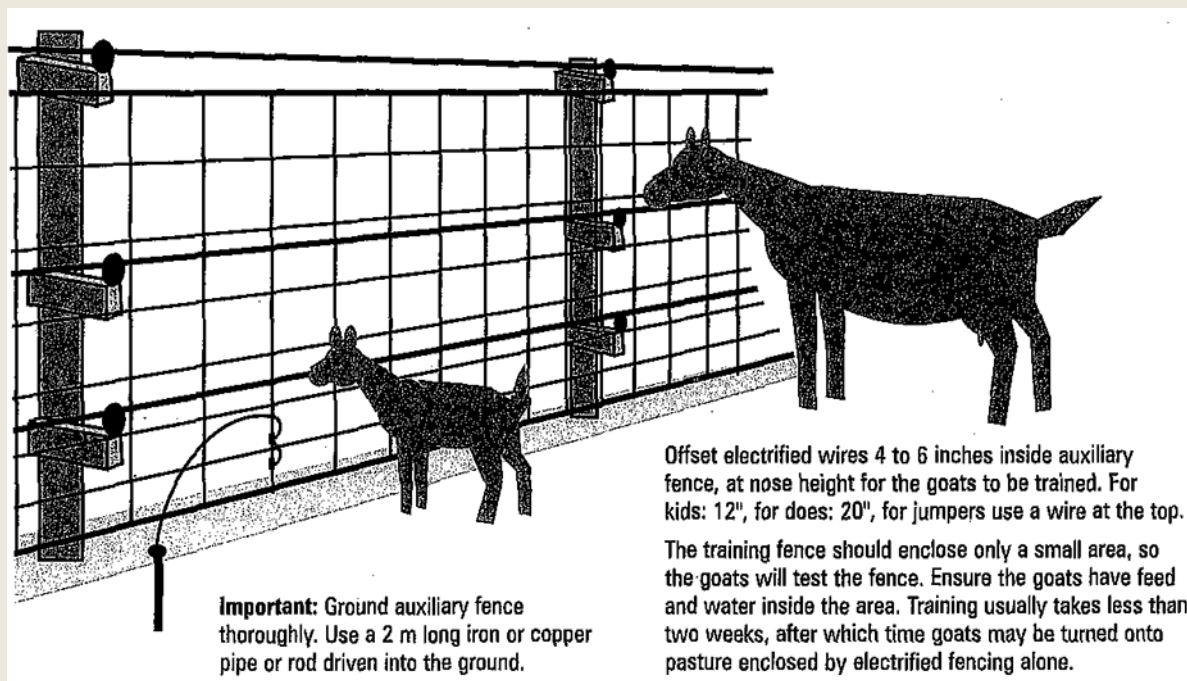 Offset electrified wires 4 to 6 inches inside auxiliary
fence, at nose height for the goats to be trained. For
kids: 12", for does: 20", for jumpers use a wire at the top.
The training fence should enclose only a small area, so
the goats will test the fence. Ensure the goats have feed
and water inside the area. Training usually takes less than
two weeks, after which time goats may be turned onto
pasture enclosed by electrified fencing alone.
Important: Ground auxiliary fence
thoroughly. Use a 2 m long iron or copper
pipe or rod driven into the ground.